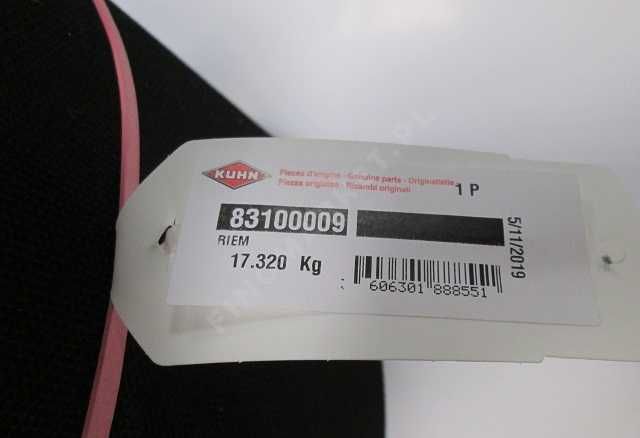 KUHN
Pièces d'origine - Genuine parts - Originalteile
Piezas originales - Ricambi originali
1 P
83100009
RIEM
17.320 Kg
606301 888551
5/11/2019